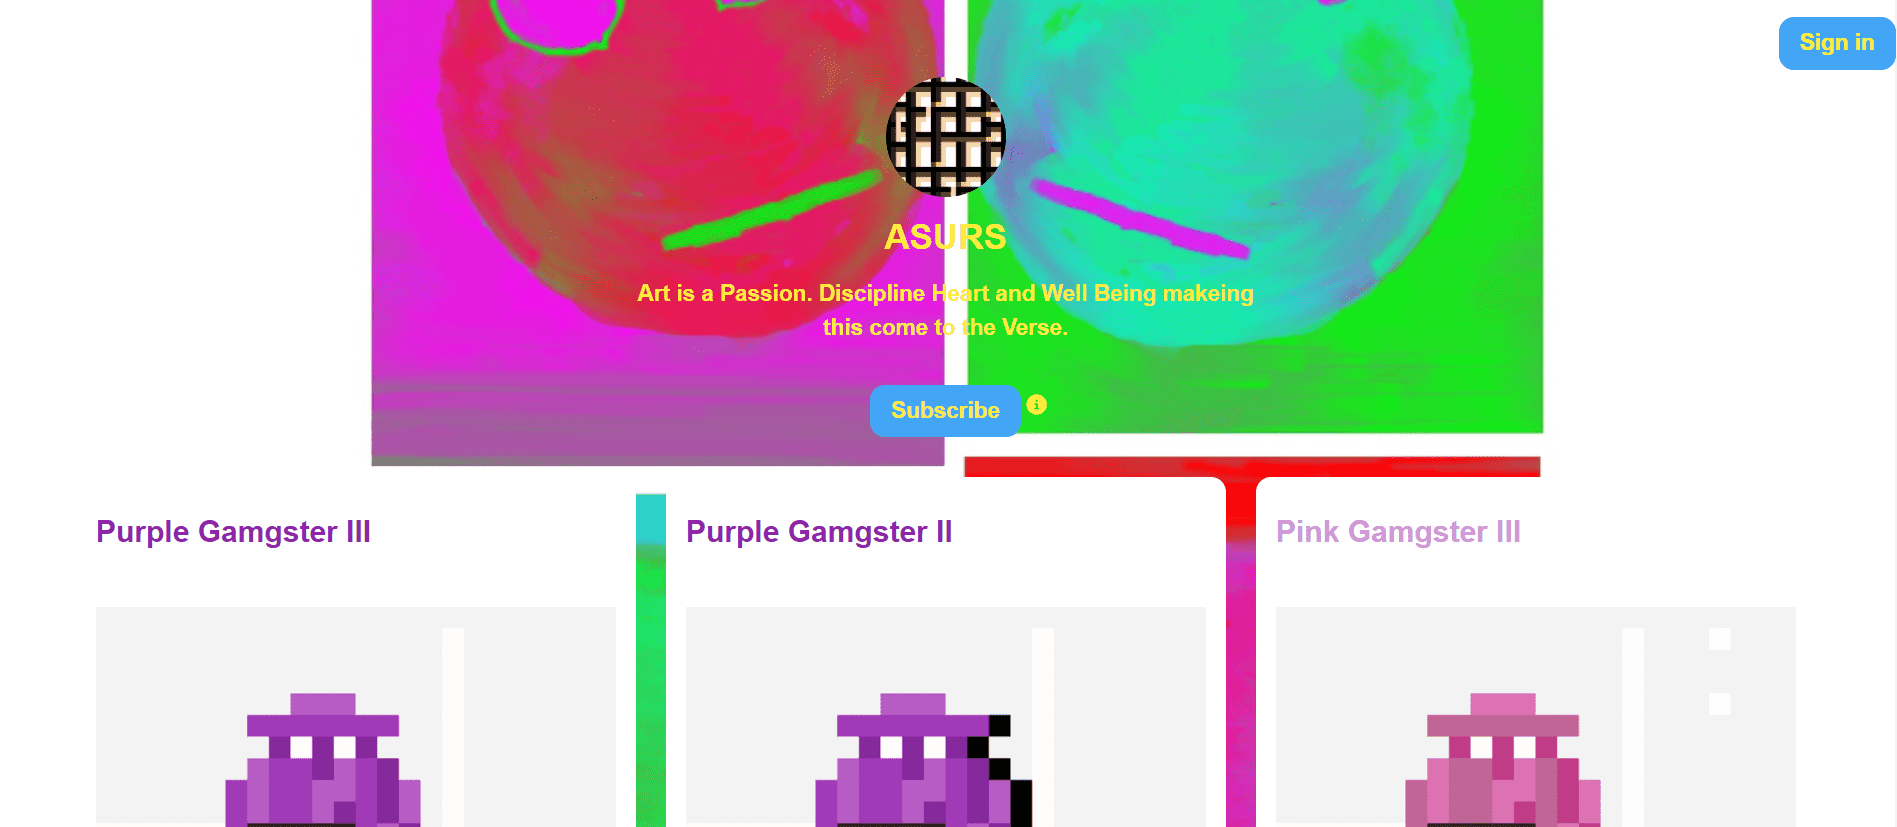 Sign in
ASURS
Art is a Passion. Discipline Heart and Well Being makeing
this come to the Verse.
Subscribe
i
Purple Gamgster III
Purple Gamgster II
Pink Gamgster III